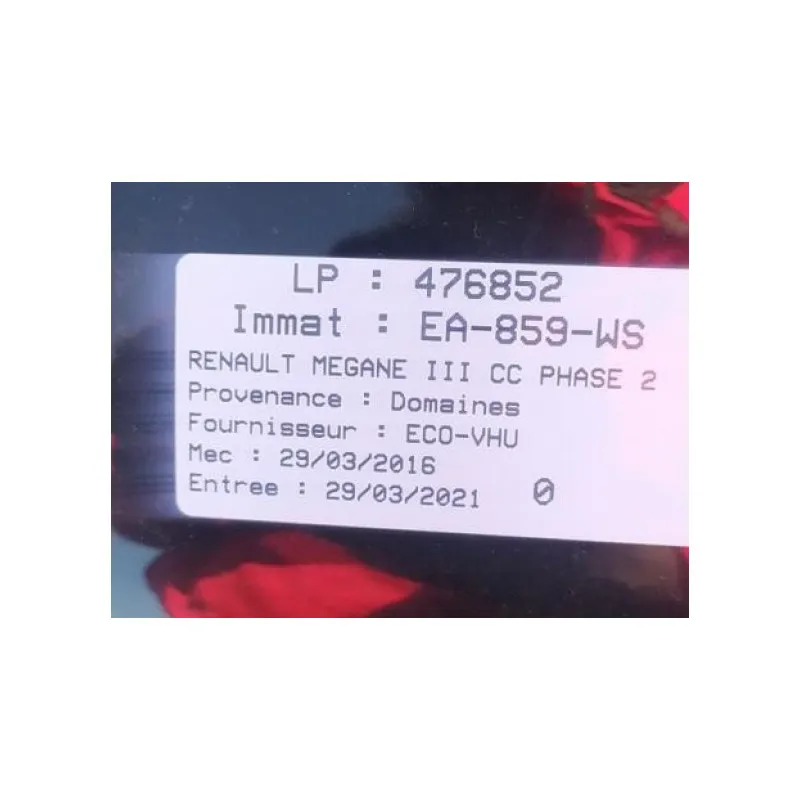 LP : 476852
Immat : EA-859-WS
RENAULT MEGANE III CC PHASE 2
Provenance : Domaines
Fournisseur : ECO-VHU
Mec : 29/03/2016
Entree : 29/03/2021 0